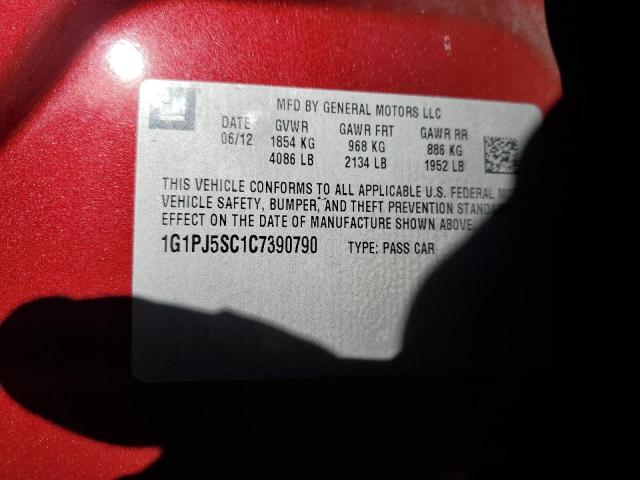 MFD BY GENERAL MOTORS LLC
DATE GVWR GAWR FRT GAWR RR
06/12 1854 KG 968 KG 886 KG
4086 LB 2134 LB 1952 LB
THIS VEHICLE CONFORMS TO ALL APPLICABLE U.S. FEDERAL
VEHICLE SAFETY, BUMPER, AND THEFT PREVENTION
EFFECT ON THE DATE OF MANUFACTURE SHOWN ABOVE.
1G1PJ5SC1C7390790 TYPE: PASS CAR